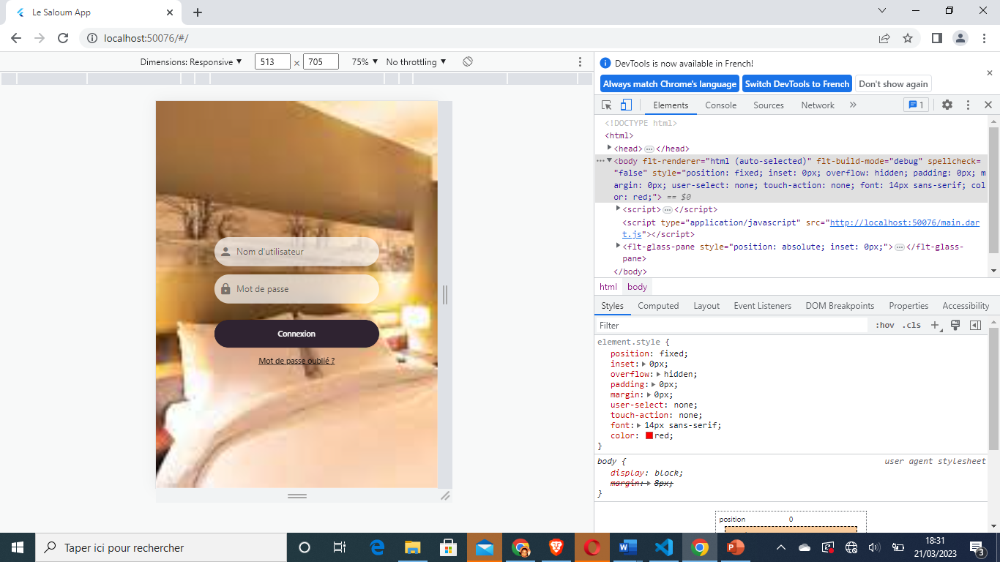 Le Saloum App
localhost:50076/#/
Dimensions: Responsive ▼ 513 × 705 75% ▼ No throttling ▼
DevTools is now available in French!
Always match Chrome's language Switch DevTools to French Don't show again
Elements Console Sources Network » 1
<!DOCTYPE html>
<html>
<head>…</head>
<body flt-renderer="html (auto-selected)" flt-build-mode="debug" spellcheck=
"false" style="position: fixed; inset: 0px; overflow: hidden; padding: 0px; m
argin: 0px; user-select: none; touch-action: none; font: 14px sans-serif; col
or: red;"> == $0
<script>…</script>
<script type="application/javascript" src="http://localhost:50076/main.dar
t.js"></script>
<flt-glass-pane style="position: absolute; inset: 0px;">…</flt-glass-
pane>
</body>
html body
Styles Computed Layout Event Listeners DOM Breakpoints Properties Accessibility
Filter :hov .cls +
element.style {
position: fixed;
inset: 0px;
overflow: hidden;
padding: 0px;
margin: 0px;
user-select: none;
touch-action: none;
font: 14px sans-serif;
color: red;
}
body { user agent stylesheet
display: block;
margin: 8px;
}
position 0
Nom d'utilisateur
Mot de passe
Connexion
Mot de passe oublié ?
Taper ici pour rechercher
18:31
21/03/2023
3